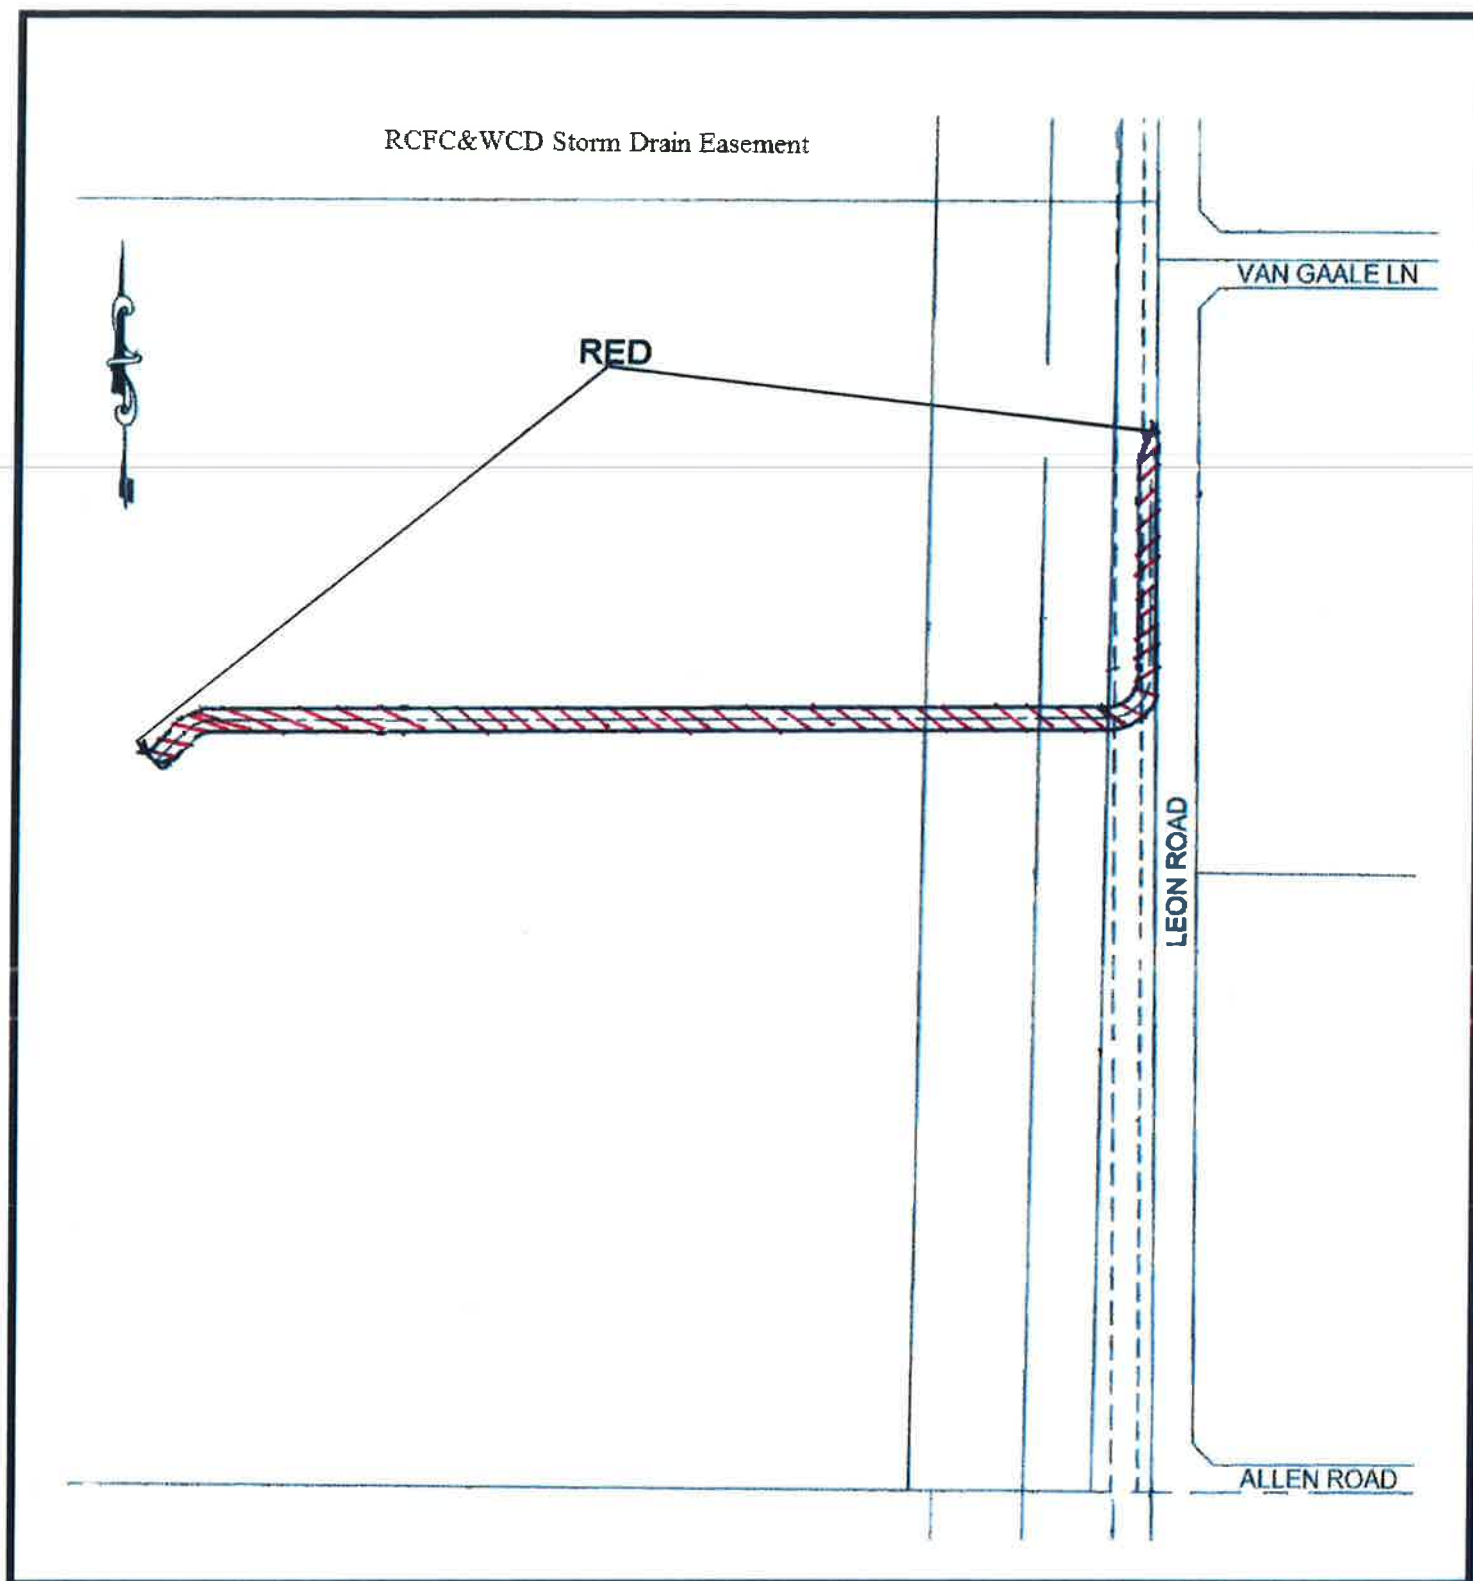 RCFC&WCD Storm Drain Easement
VAN GAALE LN
RED
LEON ROAD
ALLEN ROAD